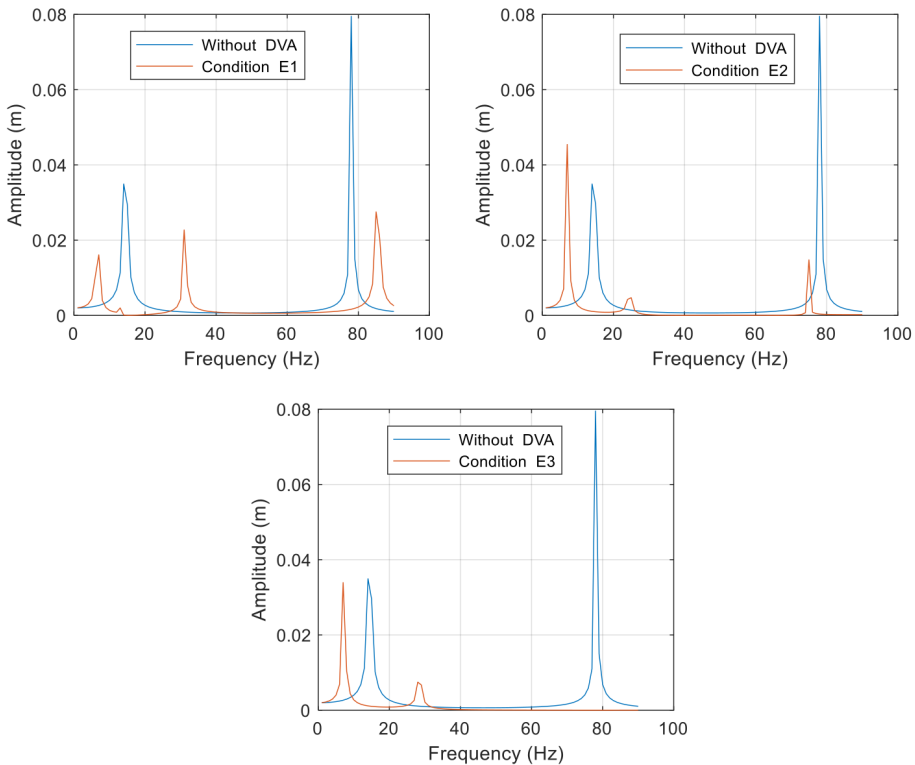 0.08
0.06
0.04
0.02
0
Amplitude (m)
Without DVA
Condition E1
0 20 40 60 80 100
Frequency (Hz)
0.08
0.06
0.04
0.02
0
Amplitude (m)
Without DVA
Condition E2
0 20 40 60 80 100
Frequency (Hz)
0.08
0.06
0.04
0.02
0
Amplitude (m)
Without DVA
Condition E3
0 20 40 60 80 100
Frequency (Hz)